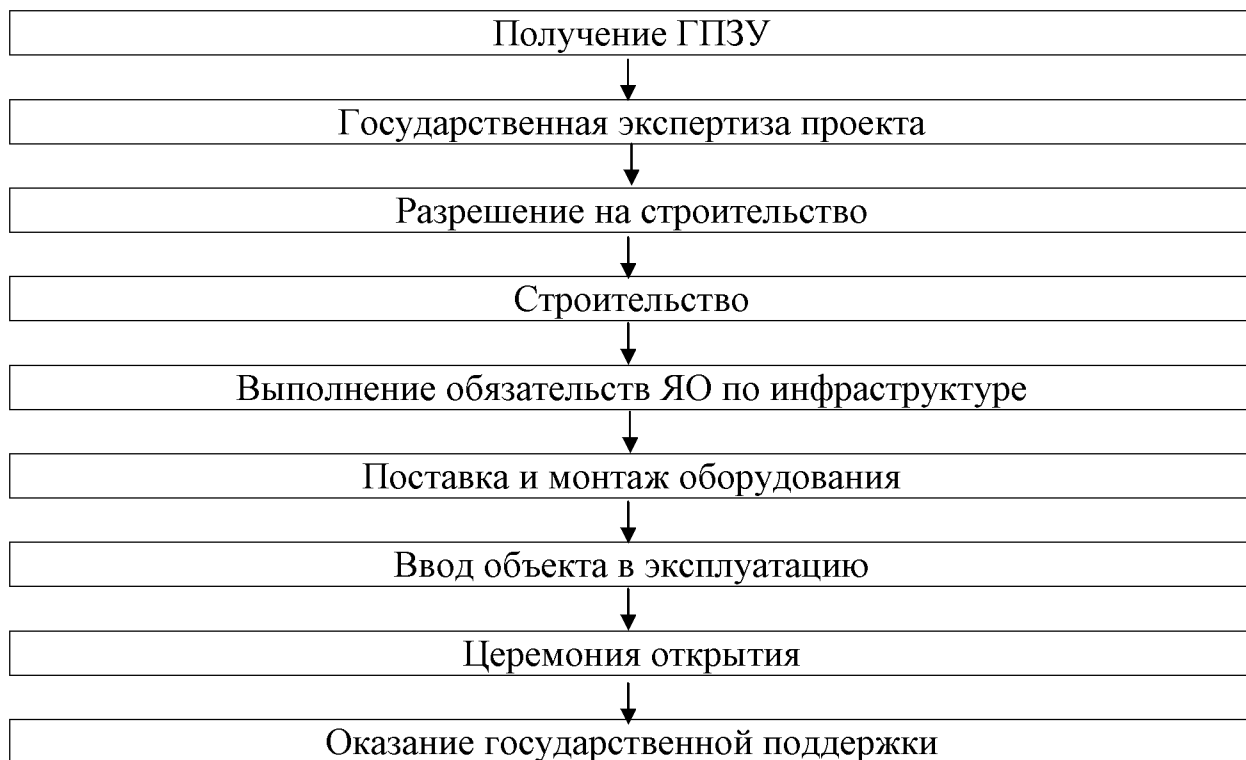 Получение ГПЗУ
Государственная экспертиза проекта
Разрешение на строительство
Строительство
Выполнение обязательств ЯО по инфраструктуре
Поставка и монтаж оборудования
Ввод объекта в эксплуатацию
Церемония открытия
Оказание государственной поддержки